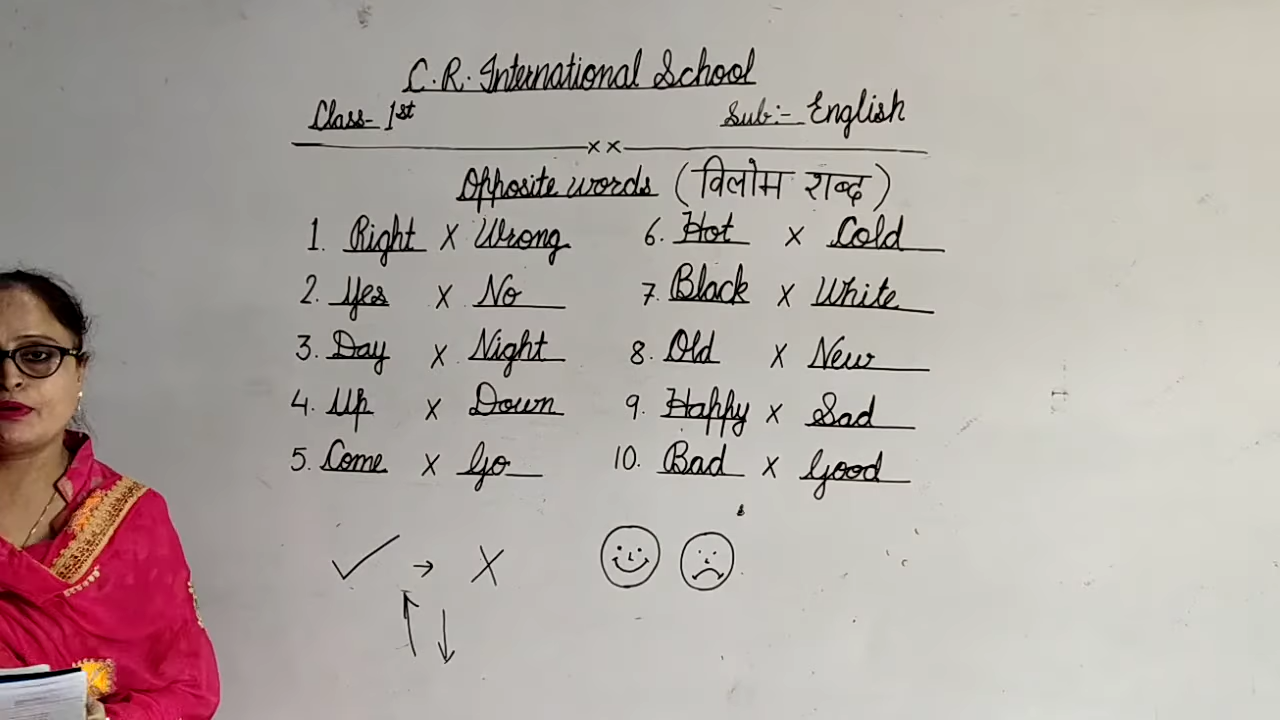 C.R. International School
Class- 1st Sub:- English
x x
Opposite words (विलोम शब्द)
1. Right X Wrong
2. Yes X No
3. Day X Night
4. Up X Down
5. Come X Go
6. Hot X Cold
7. Black X White
8. Old X New
9. Happy X Sad
10. Bad X Good